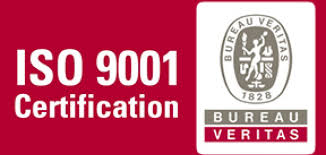 ISO 9001
Certification
BUREAU VERITAS
1828
BUREAU
VERITAS